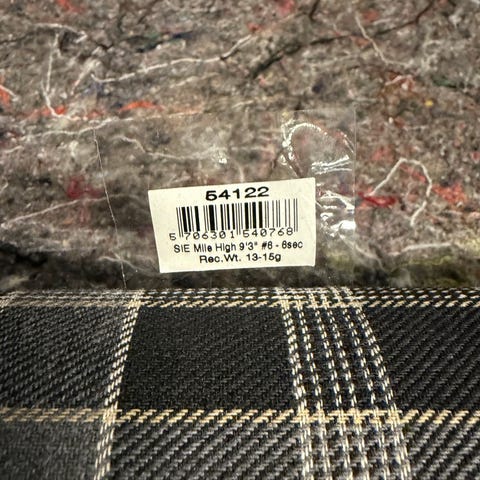 54122
5 706301 540768
SIE Mile High 9'3" #6 - 6sec
Rec.Wt. 13-15g